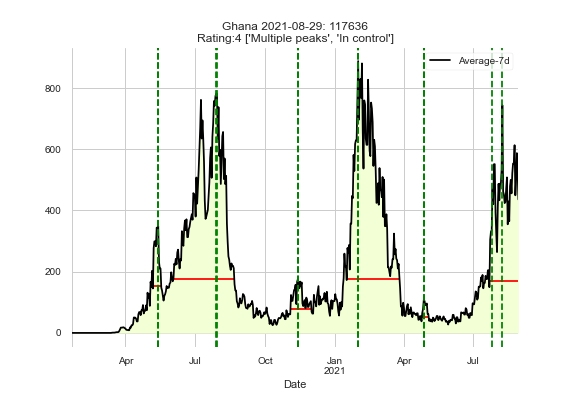 Ghana 2021-08-29: 117636
Rating:4 ['Multiple peaks', 'In control']
Average-7d
800
600
400
200
0
Apr Jul Oct Jan Apr Jul
2021
Date